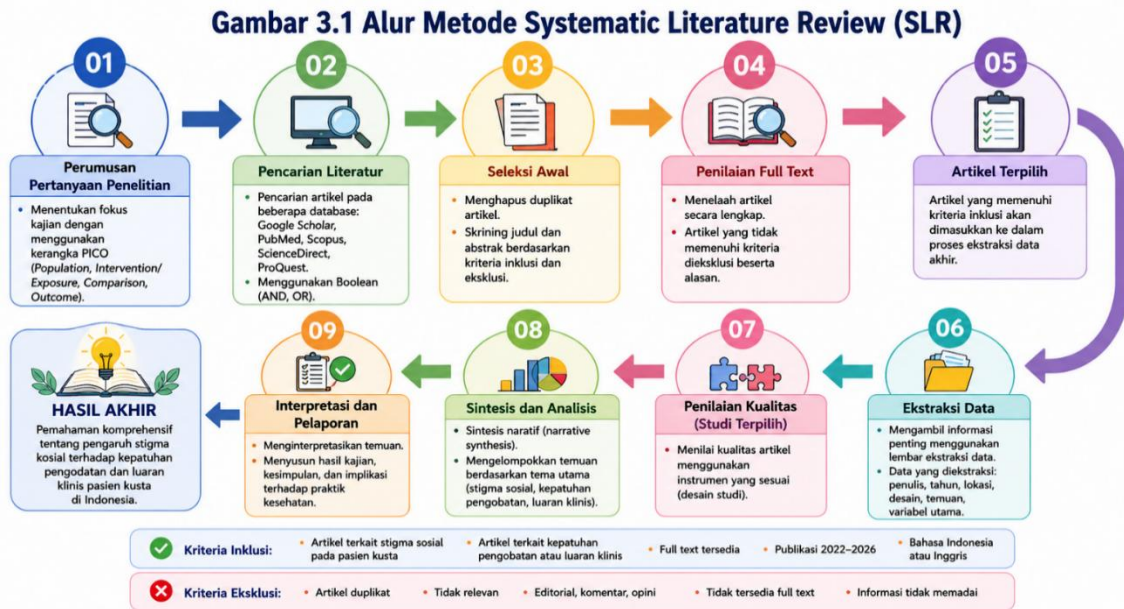 Gambar 3.1 Alur Metode Systematic Literature Review (SLR)
01
Perumusan
Pertanyaan Penelitian
• Menentukan fokus
kajian dengan
menggunakan
kerangka PICO
(Population, Intervention/
Exposure, Comparison,
Outcome).
02
Pencarian Literatur
• Pencarian artikel pada
beberapa database:
Google Scholar,
PubMed, Scopus,
ScienceDirect,
ProQuest.
• Menggunakan Boolean
(AND, OR).
03
Seleksi Awal
• Menghapus duplikat
artikel.
• Skrining judul dan
abstrak berdasarkan
kriteria inklusi dan
eksklusi.
04
Penilaian Full Text
• Menelaah artikel
secara lengkap.
• Artikel yang tidak
memenuhi kriteria
dieksklusi beserta
alasan.
05
Artikel Terpilih
Artikel yang memenuhi
kriteria inklusi akan
dimasukkan ke dalam
proses ekstraksi data
akhir.
06
Ekstraksi Data
• Mengambil informasi
penting menggunakan
lembar ekstraksi data.
• Data yang diekstraksi:
penulis, tahun, lokasi,
desain, temuan,
variabel utama.
07
Penilaian Kualitas
(Studi Terpilih)
• Menilai kualitas artikel
menggunakan
instrumen yang sesuai
(desain studi).
08
Sintesis dan Analisis
• Sintesis naratif (narrative
synthesis).
• Mengelompokkan temuan
berdasarkan tema utama
(stigma sosial, kepatuhan
pengobatan, luaran klinis).
09
Interpretasi dan
Pelaporan
• Menginterpretasikan temuan.
• Menyusun hasil kajian,
kesimpulan, dan implikasi
terhadap praktik
kesehatan.
HASIL AKHIR
Pemahaman komprehensif
tentang pengaruh stigma
kosial terhadap kepatuhan
pengodatan dan luaran
klinis pasien kusta
di Indonesia.
Kriteria Inklusi:
• Artikel terkait stigma sosial
pada pasien kusta
• Artikel terkait kepatuhan
pengobatan atau luaran klinis
• Full text tersedia
• Publikasi 2022–2026
• Bahasa Indonesia
atau Inggris
Kriteria Eksklusi:
• Artikel duplikat
• Tidak relevan
• Editorial, komentar, opini
• Tidak tersedia full text
• Informasi tidak memadai